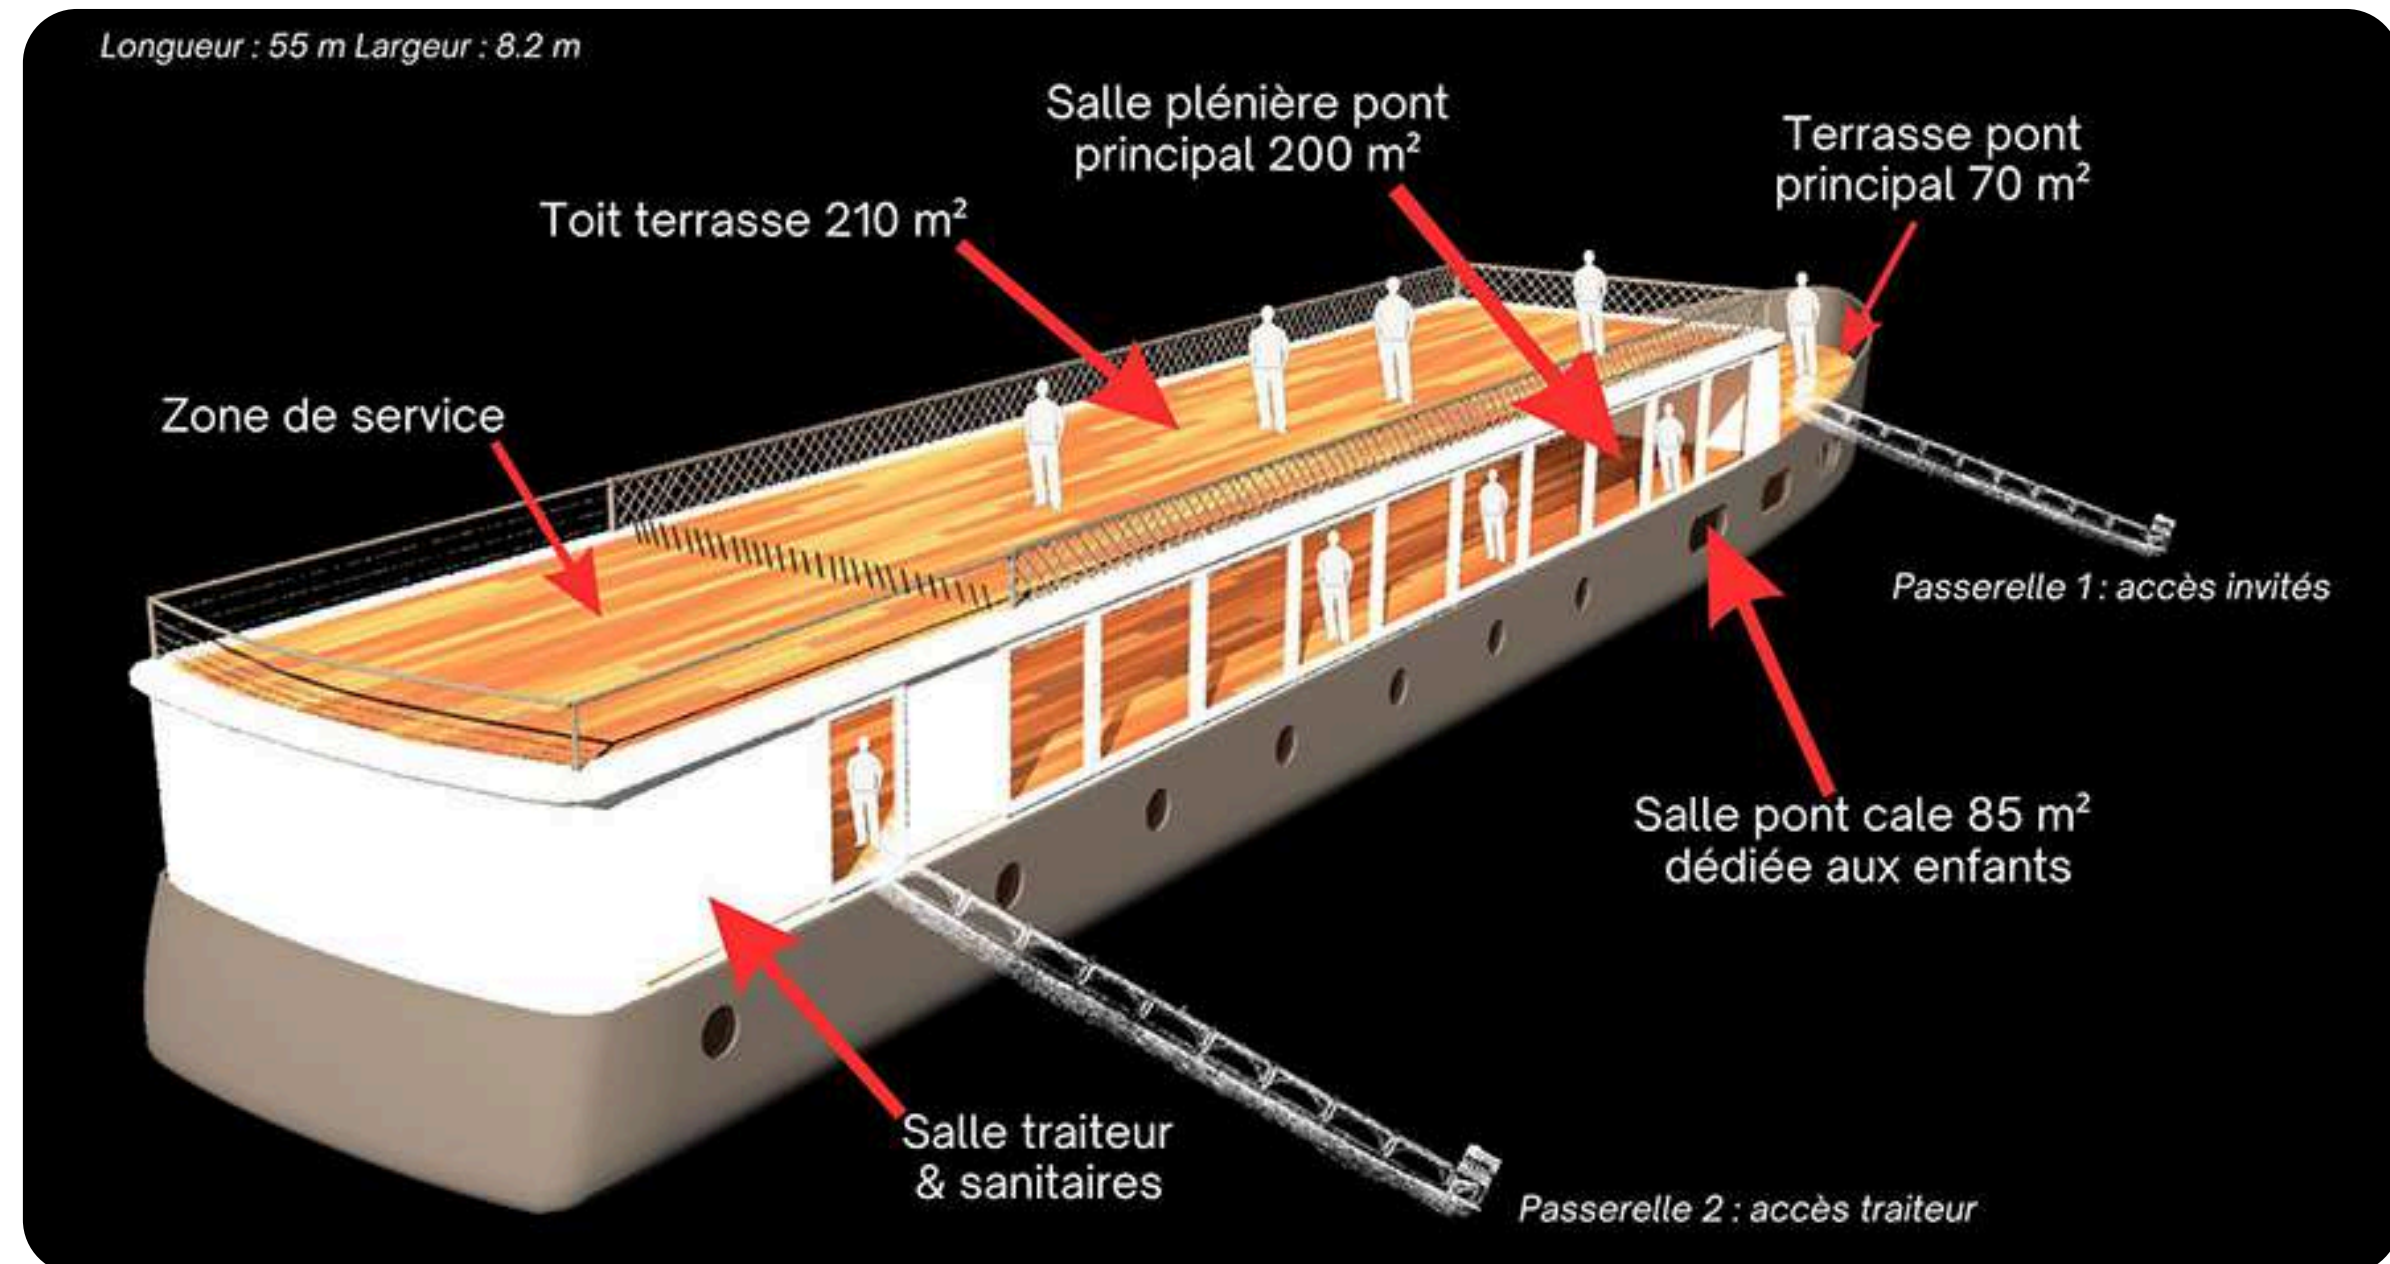 Longueur : 55 m Largeur : 8.2 m
Salle plénière pont
principal 200 m²
Terrasse pont
principal 70 m²
Toit terrasse 210 m²
Zone de service
Passerelle 1 : accès invités
Salle pont cale 85 m²
dédiée aux enfants
Salle traiteur
& sanitaires
Passerelle 2 : accès traiteur